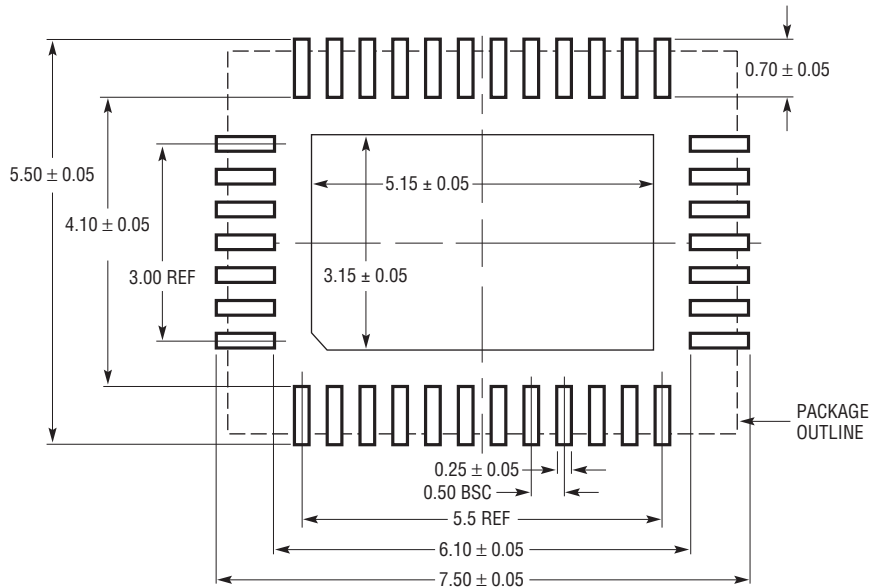 0.70 ± 0.05
5.50 ± 0.05
5.15 ± 0.05
4.10 ± 0.05
3.00 REF
3.15 ± 0.05
PACKAGE
OUTLINE
0.25 ± 0.05
0.50 BSC
5.5 REF
6.10 ± 0.05
7.50 ± 0.05